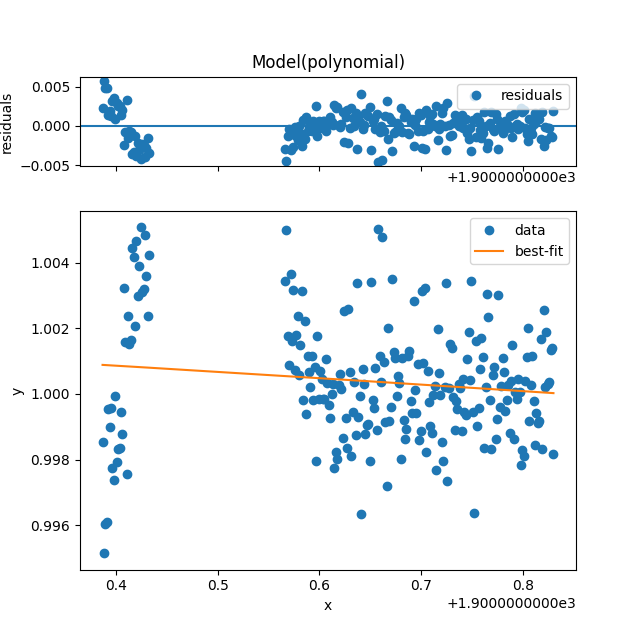 Model(polynomial)
residuals
0.005
0.000
−0.005
residuals
+1.9000000000e3
y
1.004
1.002
1.000
0.998
0.996
data
best-fit
0.4 0.5 0.6 0.7 0.8
x
+1.9000000000e3